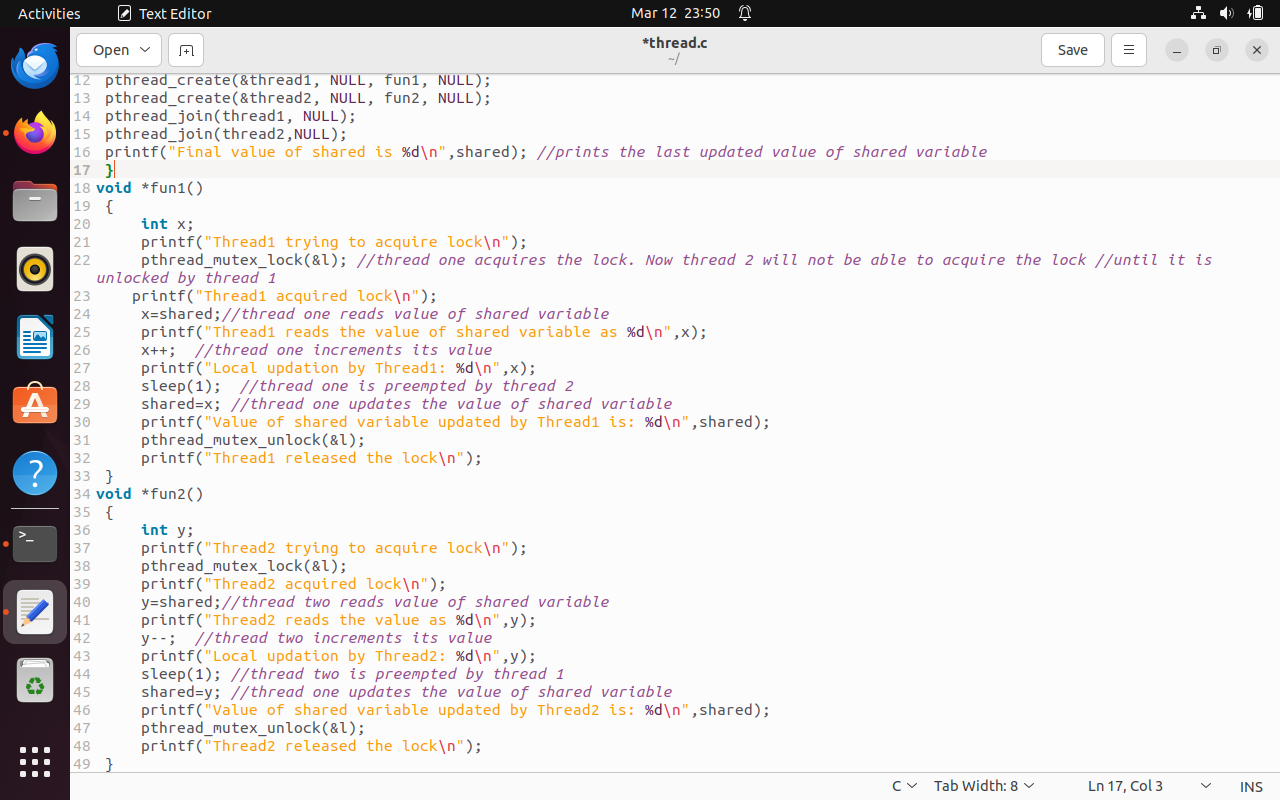 Activities Text Editor Mar 12 23:50
Open *thread.c Save
~/
12 pthread_create(&thread1, NULL, fun1, NULL);
13 pthread_create(&thread2, NULL, fun2, NULL);
14 pthread_join(thread1, NULL);
15 pthread_join(thread2,NULL);
16 printf("Final value of shared is %d\n",shared); //prints the last updated value of shared variable
17 }
18 void *fun1()
19 {
20 int x;
21 printf("Thread1 trying to acquire lock\n");
22 pthread_mutex_lock(&l); //thread one acquires the lock. Now thread 2 will not be able to acquire the lock //until it is
unlocked by thread 1
23 printf("Thread1 acquired lock\n");
24 x=shared;//thread one reads value of shared variable
25 printf("Thread1 reads the value of shared variable as %d\n",x);
26 x++; //thread one increments its value
27 printf("Local updation by Thread1: %d\n",x);
28 sleep(1); //thread one is preempted by thread 2
29 shared=x; //thread one updates the value of shared variable
30 printf("Value of shared variable updated by Thread1 is: %d\n",shared);
31 pthread_mutex_unlock(&l);
32 printf("Thread1 released the lock\n");
33 }
34 void *fun2()
35 {
36 int y;
37 printf("Thread2 trying to acquire lock\n");
38 pthread_mutex_lock(&l);
39 printf("Thread2 acquired lock\n");
40 y=shared;//thread two reads value of shared variable
41 printf("Thread2 reads the value as %d\n",y);
42 y--; //thread two increments its value
43 printf("Local updation by Thread2: %d\n",y);
44 sleep(1); //thread two is preempted by thread 1
45 shared=y; //thread one updates the value of shared variable
46 printf("Value of shared variable updated by Thread2 is: %d\n",shared);
47 pthread_mutex_unlock(&l);
48 printf("Thread2 released the lock\n");
49 }
C Tab Width: 8 Ln 17, Col 3 INS